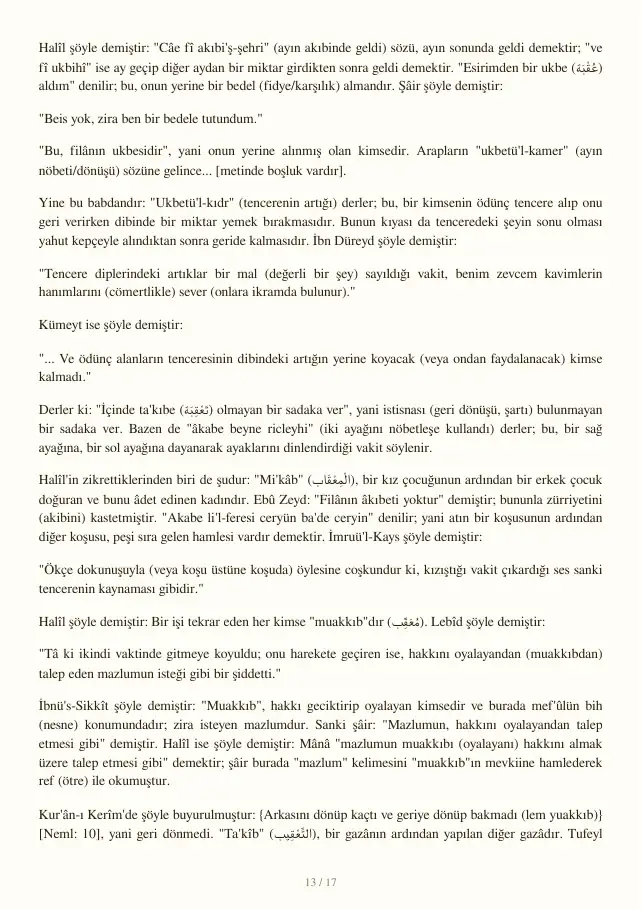 Halîl şöyle demiştir: "Câe fî akıbi'ş-şehri" (ayın akıbinde geldi) sözü, ayın sonunda geldi demektir; "ve
fî ukbihî" ise ay geçip diğer aydan bir miktar girdikten sonra geldi demektir. "Esirimden bir ukbe (عُقْبَة)
aldım" denilir; bu, onun yerine bir bedel (fidye/karşılık) almandır. Şâir şöyle demiştir:
"Beis yok, zira ben bir bedele tutundum."
"Bu, filânın ukbesidir", yani onun yerine alınmış olan kimsedir. Arapların "ukbetü'l-kamer" (ayın
nöbeti/dönüşü) sözüne gelince... [metinde boşluk vardır].
Yine bu babdandır: "Ukbetü'l-kıdr" (tencerenin artığı) derler; bu, bir kimsenin ödünç tencere alıp onu
geri verirken dibinde bir miktar yemek bırakmasıdır. Bunun kıyası da tenceredeki şeyin sonu olması
yahut kepçeyle alındıktan sonra geride kalmasıdır. İbn Düreyd şöyle demiştir:
"Tencere diplerindeki artıklar bir mal (değerli bir şey) sayıldığı vakit, benim zevcem kavimlerin
hanımlarını (cömertlikle) sever (onlara ikramda bulunur)."
Kümeyt ise şöyle demiştir:
"... Ve ödünç alanların tenceresinin dibindeki artığın yerine koyacak (veya ondan faydalanacak) kimse
kalmadı."
Derler ki: "İçinde ta'kıbe (تَعْقِبَة) olmayan bir sadaka ver", yani istisnası (geri dönüşü, şartı) bulunmayan
bir sadaka ver. Bazen de "âkabe beyne ricleyhi" (iki ayağını nöbetleşe kullandı) derler; bu, bir sağ
ayağına, bir sol ayağına dayanarak ayaklarını dinlendirdiği vakit söylenir.
Halîl'in zikrettiklerinden biri de şudur: "Mi'kâb" (الْمِعْقَاب), bir kız çocuğunun ardından bir erkek çocuk
doğuran ve bunu âdet edinen kadındır. Ebû Zeyd: "Filânın âkıbeti yoktur" demiştir; bununla zürriyetini
(akibini) kastetmiştir. "Akabe li'l-feresi ceryün ba'de ceryin" denilir; yani atın bir koşusunun ardından
diğer koşusu, peşi sıra gelen hamlesi vardır demektir. İmruü'l-Kays şöyle demiştir:
"Ökçe dokunuşuyla (veya koşu üstüne koşuda) öylesine coşkundur ki, kızıştığı vakit çıkardığı ses sanki
tencerenin kaynaması gibidir."
Halîl şöyle demiştir: Bir işi tekrar eden her kimse "muakkıb"dır (مُعَقِّب). Lebîd şöyle demiştir:
"Tâ ki ikindi vaktinde gitmeye koyuldu; onu harekete geçiren ise, hakkını oyalayandan (muakkıbdan)
talep eden mazlumun isteği gibi bir şiddetti."
İbnü's-Sikkît şöyle demiştir: "Muakkıb", hakkı geciktirip oyalayan kimsedir ve burada mef'ûlün bih
(nesne) konumundadır; zira isteyen mazlumdur. Sanki şâir: "Mazlumun, hakkını oyalayandan talep
etmesi gibi" demiştir. Halîl ise şöyle demiştir: Mânâ "mazlumun muakkıbı (oyalayanı) hakkını almak
üzere talep etmesi gibi" demektir; şâir burada "mazlum" kelimesini "muakkıb"ın mevkiine hamlederek
ref (ötre) ile okumuştur.
Kur'ân-ı Kerîm'de şöyle buyurulmuştur: {Arkasını dönüp kaçtı ve geriye dönüp bakmadı (lem yuakkıb)}
[Neml: 10], yani geri dönmedi. "Ta'kîb" (التَّعْقِيب), bir gazânın ardından yapılan diğer gazâdır. Tufeyl
13 / 17